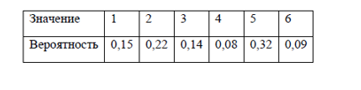 Значение 1 2 3 4 5 6
Вероятность 0,15 0,22 0,14 0,08 0,32 0,09